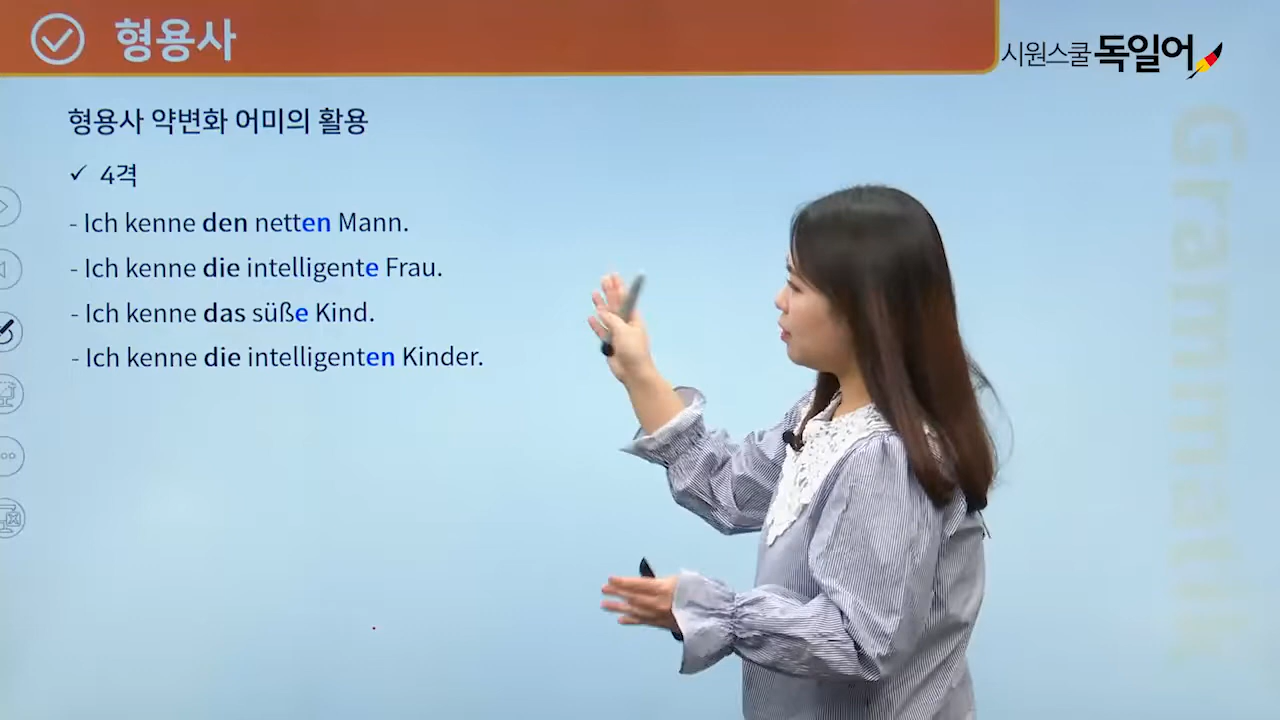 형용사
시원스쿨 독일어
형용사 약변화 어미의 활용
✓ 4격
- Ich kenne den netten Mann.
- Ich kenne die intelligente Frau.
- Ich kenne das süße Kind.
- Ich kenne die intelligenten Kinder.
Grammatik